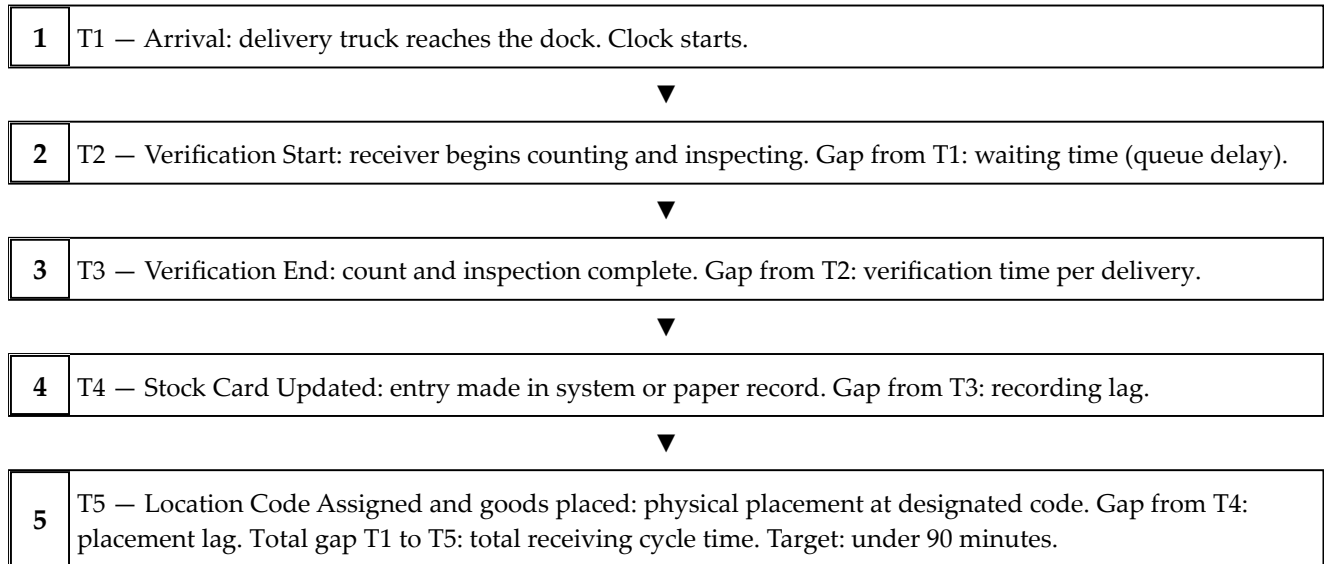 1 T1 — Arrival: delivery truck reaches the dock. Clock starts.
▼
2 T2 — Verification Start: receiver begins counting and inspecting. Gap from T1: waiting time (queue delay).
▼
3 T3 — Verification End: count and inspection complete. Gap from T2: verification time per delivery.
▼
4 T4 — Stock Card Updated: entry made in system or paper record. Gap from T3: recording lag.
▼
5 T5 — Location Code Assigned and goods placed: physical placement at designated code. Gap from T4:
placement lag. Total gap T1 to T5: total receiving cycle time. Target: under 90 minutes.